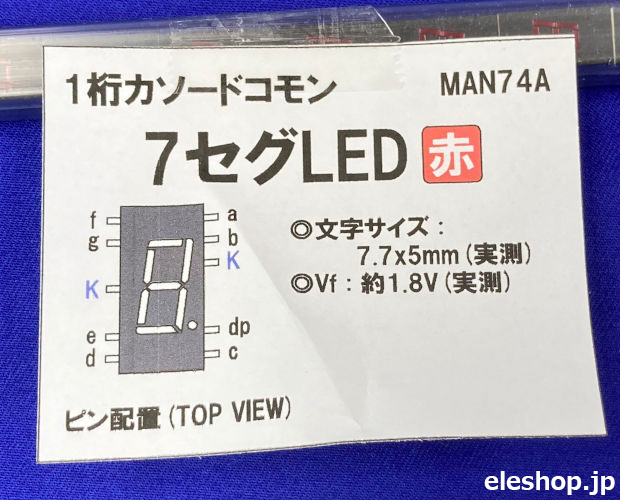 1桁カソードコモン MAN74A
7セグLED 赤
f a
g b
K
K
e dp
d c
◎文字サイズ：
7.7x5mm(実測)
◎Vf：約1.8V(実測)
ピン配置(TOP VIEW)
eleshop.jp